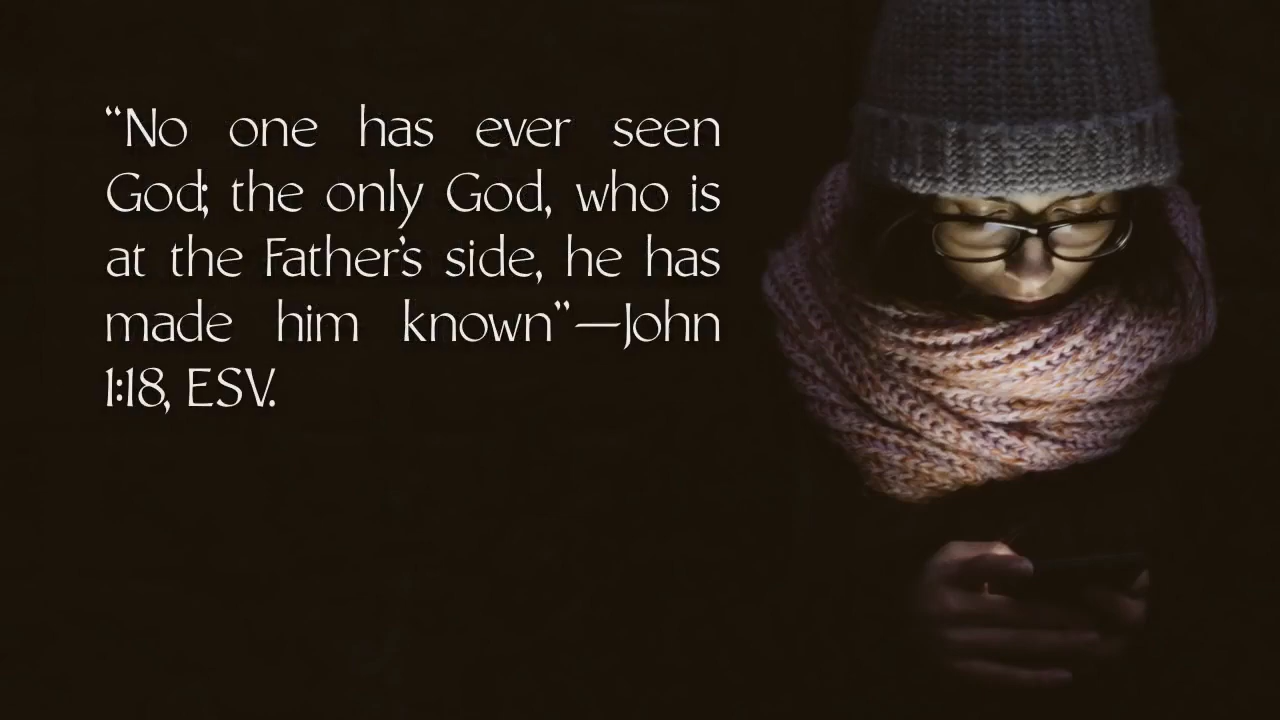 “No one has ever seen
God; the only God, who is
at the Father’s side, he has
made him known”—John
1:18, ESV.